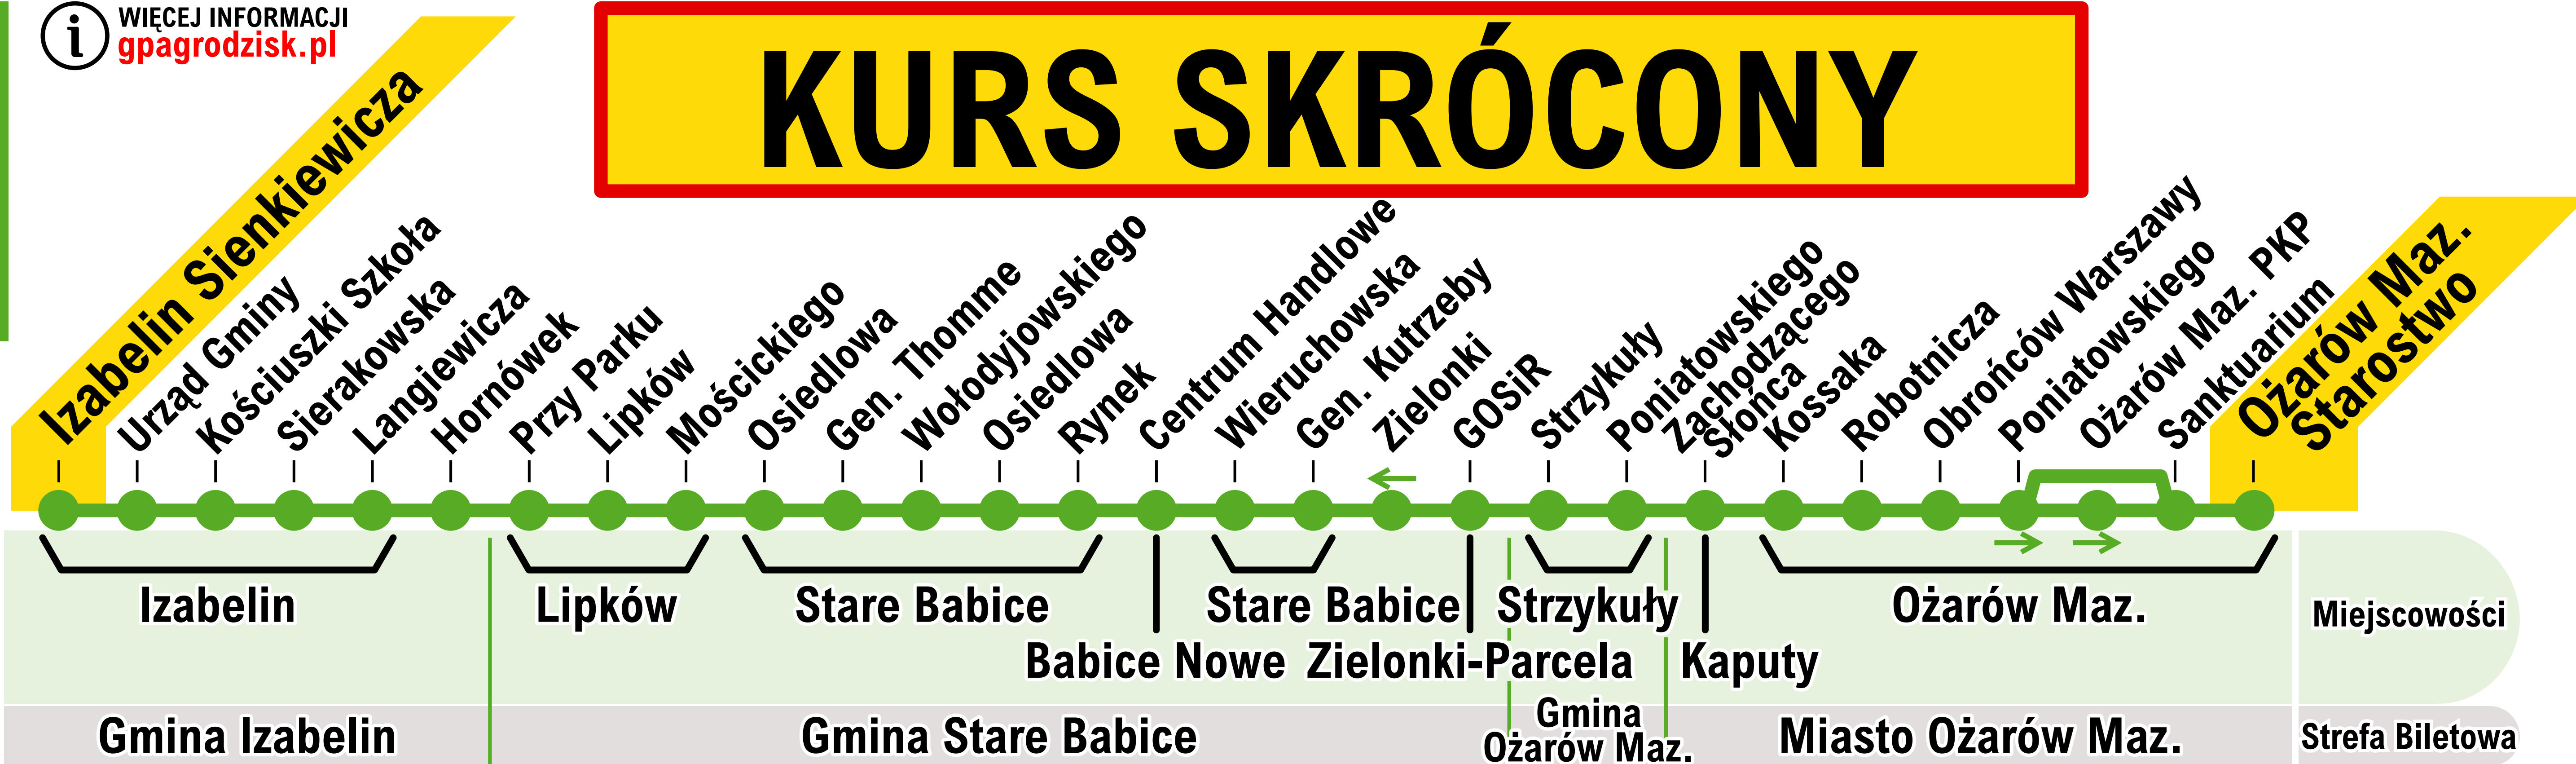 WIĘCEJ INFORMACJI
gpagrodzisk.pl
KURS SKRÓCONY
Izabelin Sienkiewicza
Urząd Gminy
Kościuszki Szkoła
Sierakowska
Langiewicza
Hornówek
Przy Parku
Lipków
Mościckiego
Osiedlowa
Gen. Thomme
Wołodyjowskiego
Osiedlowa
Rynek
Centrum Handlowe
Wieruchowska
Gen. Kutrzeby
Zielonki
GOSiR
Strzykuły
Poniatowskiego
Zachodzącego
Słońca
Kossaka
Robotnicza
Obrońców Warszawy
Poniatowskiego
Ożarów Maz. PKP
Sanktuarium
Ożarów Maz.
Starostwo
Izabelin
Lipków
Stare Babice
Stare Babice
Strzykuły
Ożarów Maz.
Miejscowości
Babice Nowe
Zielonki-Parcela
Kaputy
Gmina Izabelin
Gmina Stare Babice
Gmina
Ożarów Maz.
Miasto Ożarów Maz.
Strefa Biletowa